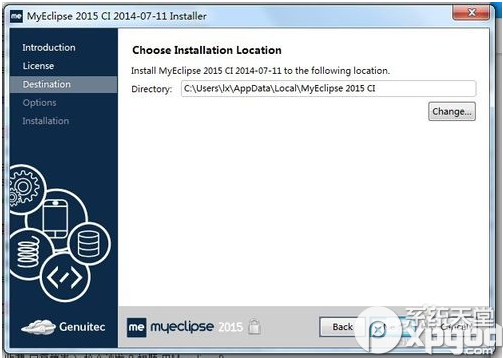 MyEclipse 2015 CI 2014-07-11 Installer
Introduction
License
Destination
Options
Installation
Choose Installation Location
Install MyEclipse 2015 CI 2014-07-11 to the following location.
Directory: C:\Users\lx\AppData\Local\MyEclipse 2015 CI
Change...
Genuitec
me myeclipse 2015
Back
Cancel
系统天堂
xpgod